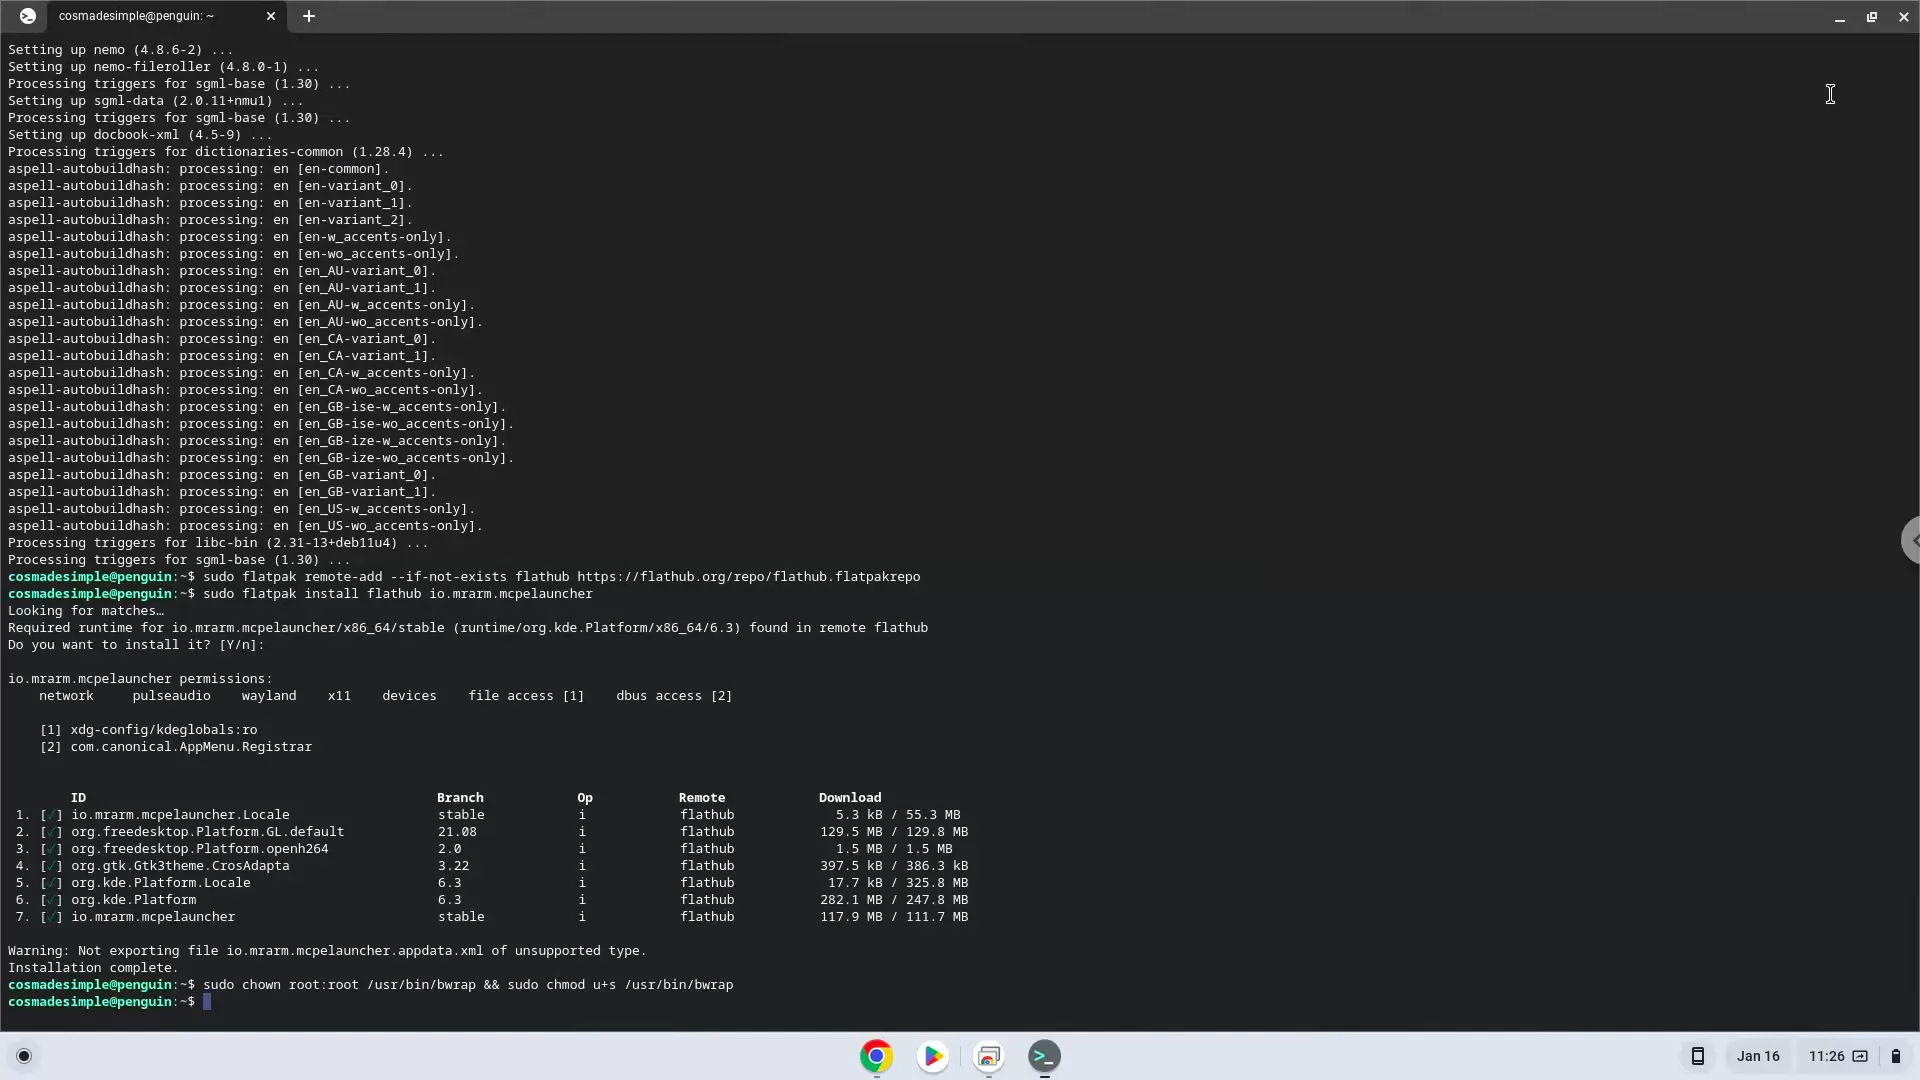 cosmadesimple@penguin: ~
Setting up nemo (4.8.6-2) ...
Setting up nemo-fileroller (4.8.0-1) ...
Processing triggers for sgml-base (1.30) ...
Setting up sgml-data (2.0.11+nmu1) ...
Processing triggers for sgml-base (1.30) ...
Setting up docbook-xml (4.5-9) ...
Processing triggers for dictionaries-common (1.28.4) ...
aspell-autobuildhash: processing: en [en-common].
aspell-autobuildhash: processing: en [en-variant_0].
aspell-autobuildhash: processing: en [en-variant_1].
aspell-autobuildhash: processing: en [en-variant_2].
aspell-autobuildhash: processing: en [en-w_accents-only].
aspell-autobuildhash: processing: en [en-wo_accents-only].
aspell-autobuildhash: processing: en [en_AU-variant_0].
aspell-autobuildhash: processing: en [en_AU-variant_1].
aspell-autobuildhash: processing: en [en_AU-w_accents-only].
aspell-autobuildhash: processing: en [en_AU-wo_accents-only].
aspell-autobuildhash: processing: en [en_CA-variant_0].
aspell-autobuildhash: processing: en [en_CA-variant_1].
aspell-autobuildhash: processing: en [en_CA-w_accents-only].
aspell-autobuildhash: processing: en [en_CA-wo_accents-only].
aspell-autobuildhash: processing: en [en_GB-ise-w_accents-only].
aspell-autobuildhash: processing: en [en_GB-ise-wo_accents-only].
aspell-autobuildhash: processing: en [en_GB-ize-w_accents-only].
aspell-autobuildhash: processing: en [en_GB-ize-wo_accents-only].
aspell-autobuildhash: processing: en [en_GB-variant_0].
aspell-autobuildhash: processing: en [en_GB-variant_1].
aspell-autobuildhash: processing: en [en_US-w_accents-only].
aspell-autobuildhash: processing: en [en_US-wo_accents-only].
Processing triggers for libc-bin (2.31-13+deb11u4) ...
Processing triggers for sgml-base (1.30) ...
cosmadesimple@penguin:~$ sudo flatpak remote-add --if-not-exists flathub https://flathub.org/repo/flathub.flatpakrepo
cosmadesimple@penguin:~$ sudo flatpak install flathub io.mrarm.mcpelauncher
Looking for matches…
Required runtime for io.mrarm.mcpelauncher/x86_64/stable (runtime/org.kde.Platform/x86_64/6.3) found in remote flathub
Do you want to install it? [Y/n]:
io.mrarm.mcpelauncher permissions:
network pulseaudio wayland x11 devices file access [1] dbus access [2]
[1] xdg-config/kdeglobals:ro
[2] com.canonical.AppMenu.Registrar
ID Branch Op Remote Download
1. [✓] io.mrarm.mcpelauncher.Locale stable i flathub 5.3 kB / 55.3 MB
2. [✓] org.freedesktop.Platform.GL.default 21.08 i flathub 129.5 MB / 129.8 MB
3. [✓] org.freedesktop.Platform.openh264 2.0 i flathub 1.5 MB / 1.5 MB
4. [✓] org.gtk.Gtk3theme.CrosAdapta 3.22 i flathub 397.5 kB / 386.3 kB
5. [✓] org.kde.Platform.Locale 6.3 i flathub 17.7 kB / 325.8 MB
6. [✓] org.kde.Platform 6.3 i flathub 282.1 MB / 247.8 MB
7. [✓] io.mrarm.mcpelauncher stable i flathub 117.9 MB / 111.7 MB
Warning: Not exporting file io.mrarm.mcpelauncher.appdata.xml of unsupported type.
Installation complete.
cosmadesimple@penguin:~$ sudo chown root:root /usr/bin/bwrap && sudo chmod u+s /usr/bin/bwrap
cosmadesimple@penguin:~$
Jan 16 11:26